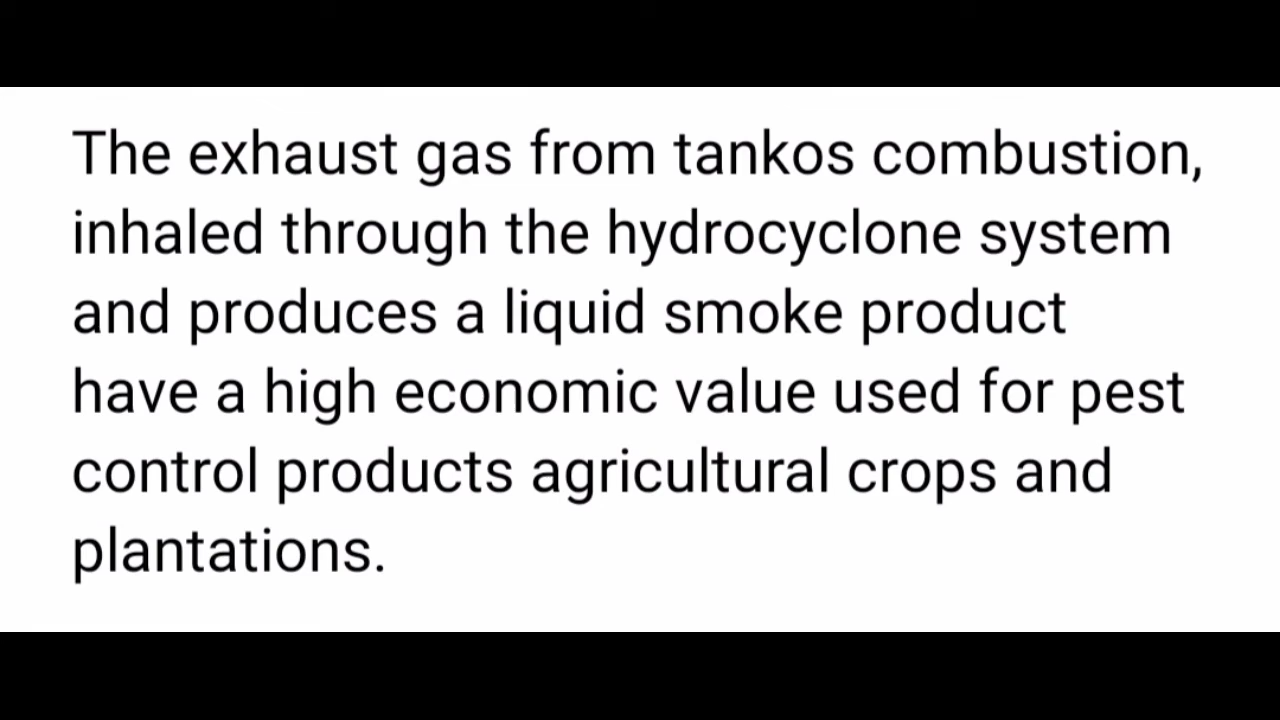 The exhaust gas from tankos combustion,
inhaled through the hydrocyclone system
and produces a liquid smoke product
have a high economic value used for pest
control products agricultural crops and
plantations.